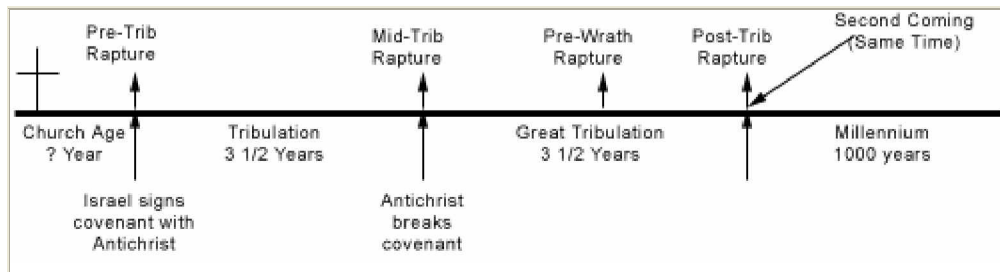 Pre-Trib
Rapture
Mid-Trib
Rapture
Pre-Wrath
Rapture
Post-Trib
Rapture
Second Coming
(Same Time)
Church Age
? Year
Tribulation
3 1/2 Years
Great Tribulation
3 1/2 Years
Millennium
1000 years
Israel signs
covenant with
Antichrist
Antichrist
breaks
covenant